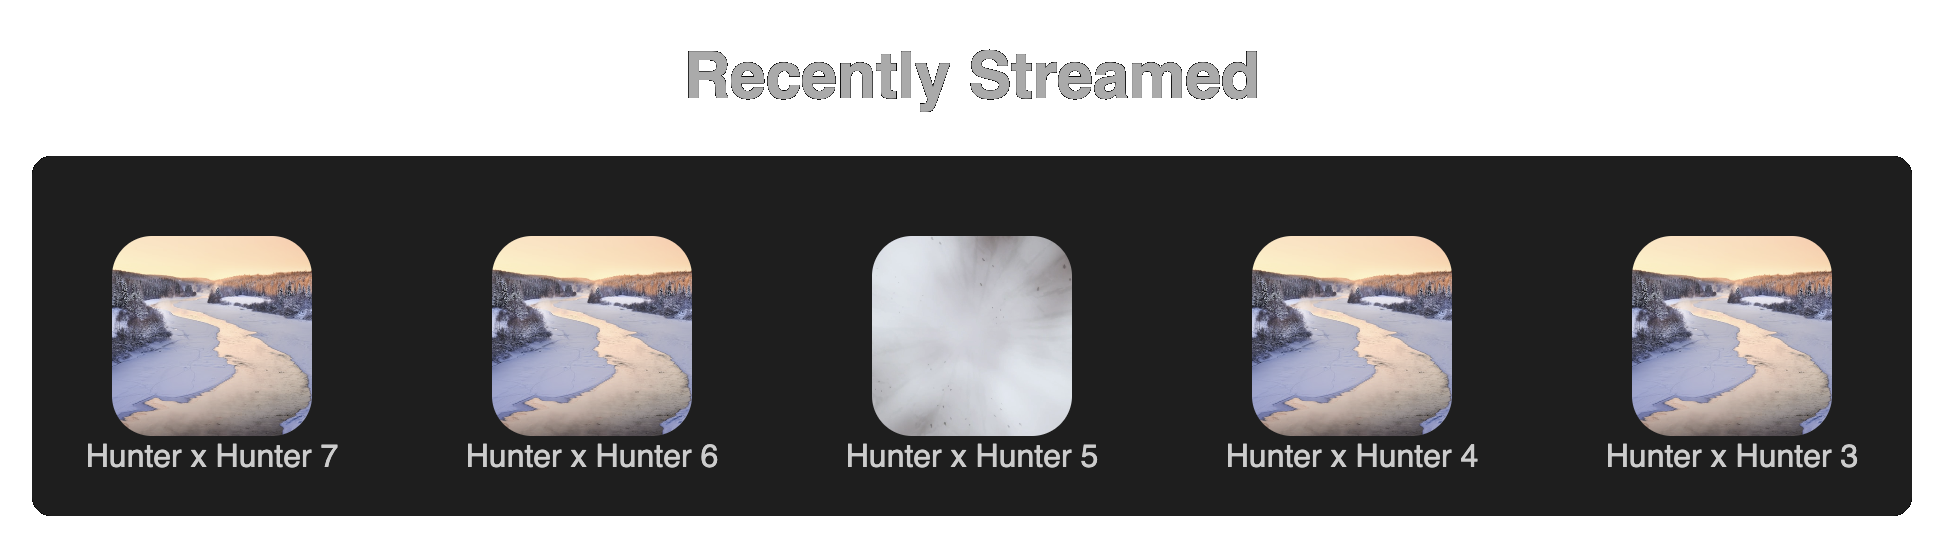 Recently Streamed
Hunter x Hunter 7
Hunter x Hunter 6
Hunter x Hunter 5
Hunter x Hunter 4
Hunter x Hunter 3